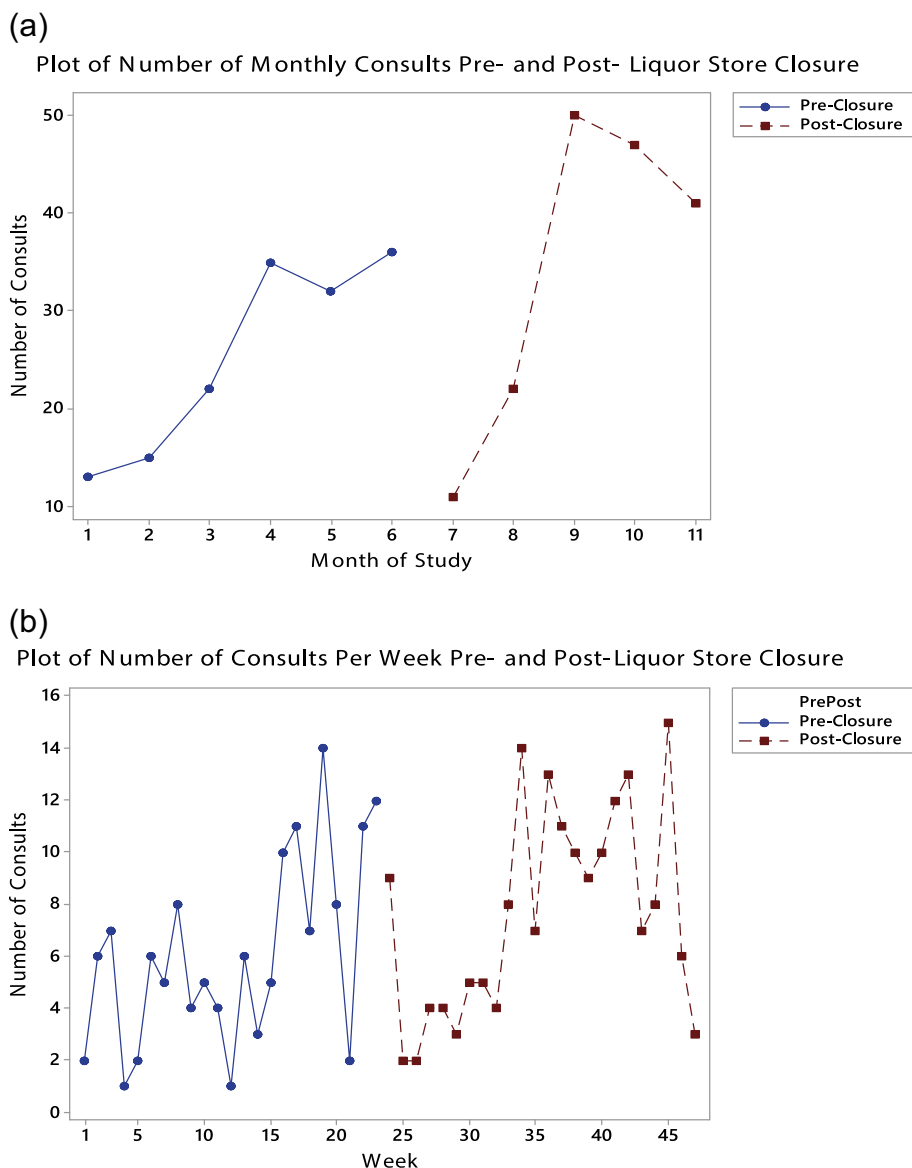 (a)
Plot of Number of Monthly Consults Pre- and Post- Liquor Store Closure
Pre-Closure
Post-Closure
50
40
30
20
10
Number of Consults
1 2 3 4 5 6 7 8 9 10 11
Month of Study
(b)
Plot of Number of Consults Per Week Pre- and Post-Liquor Store Closure
PrePost
Pre-Closure
Post-Closure
16
14
12
10
8
6
4
2
0
Number of Consults
1 5 10 15 20 25 30 35 40 45
Week